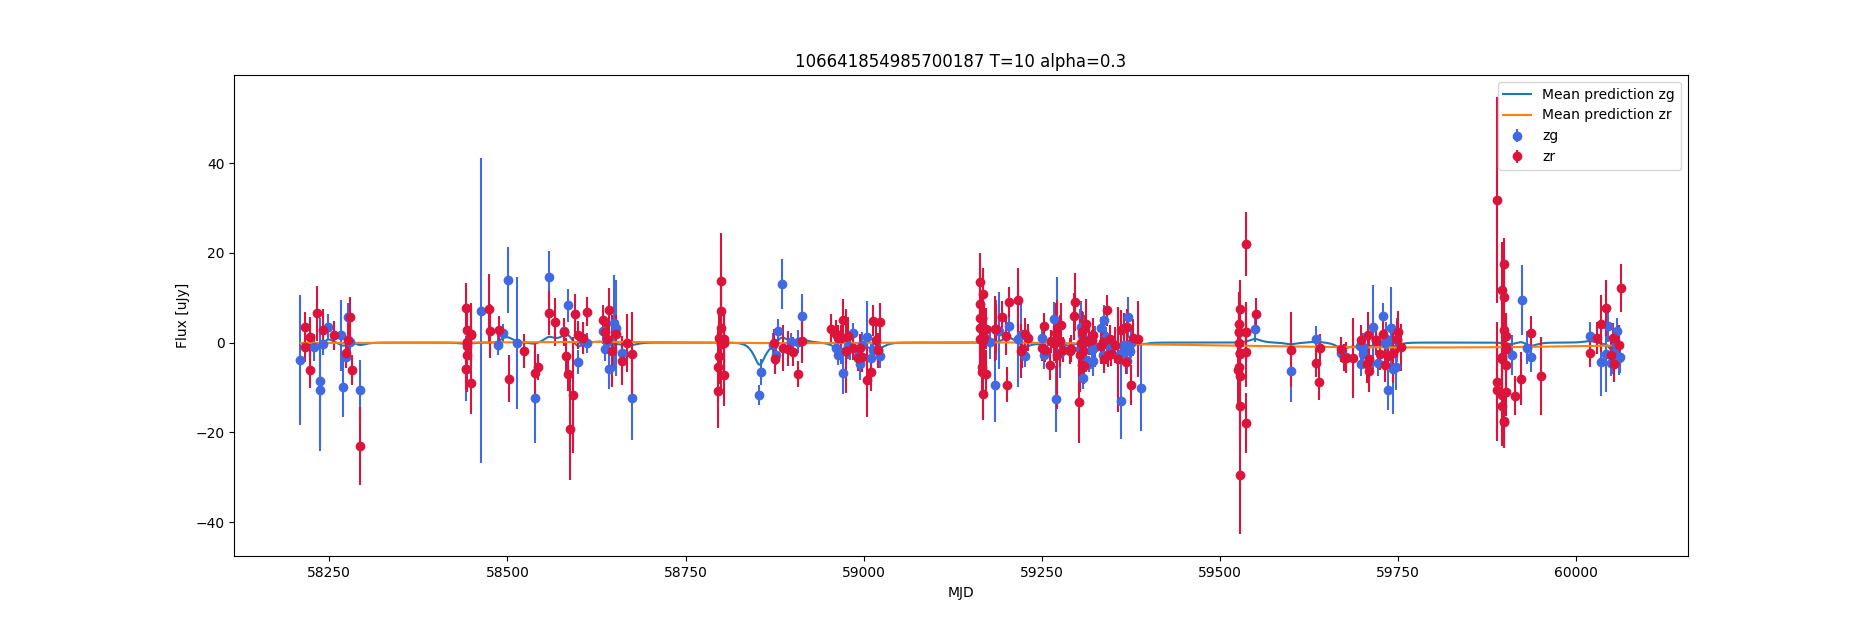 106641854985700187 T=10 alpha=0.3
Mean prediction zg
Mean prediction zr
zg
zr
Flux [uJy]
40
20
0
−20
−40
58250 58500 58750 59000 59250 59500 59750 60000
MJD